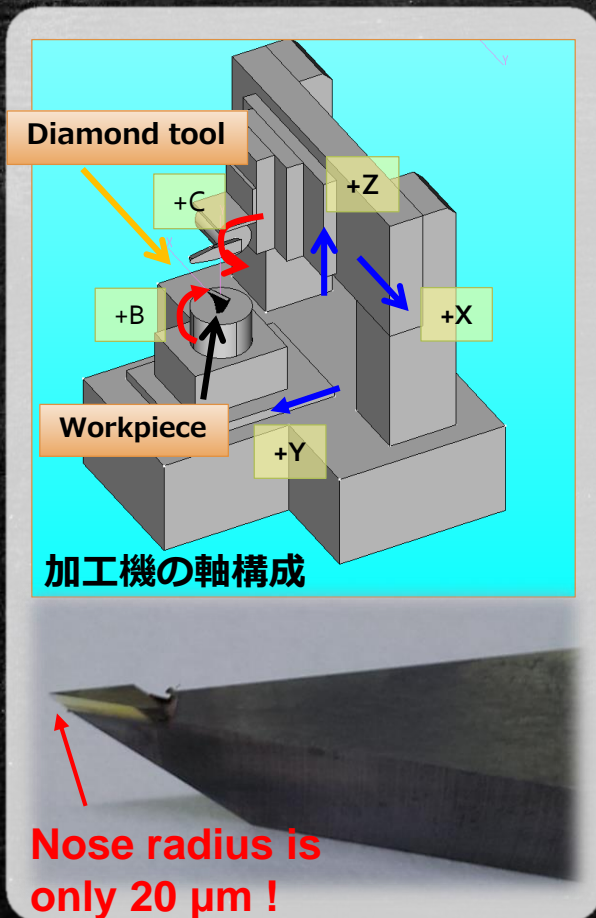 Diamond tool
+C
+Z
+B
+X
Workpiece
+Y
加工機の軸構成
Nose radius is
only 20 μm !